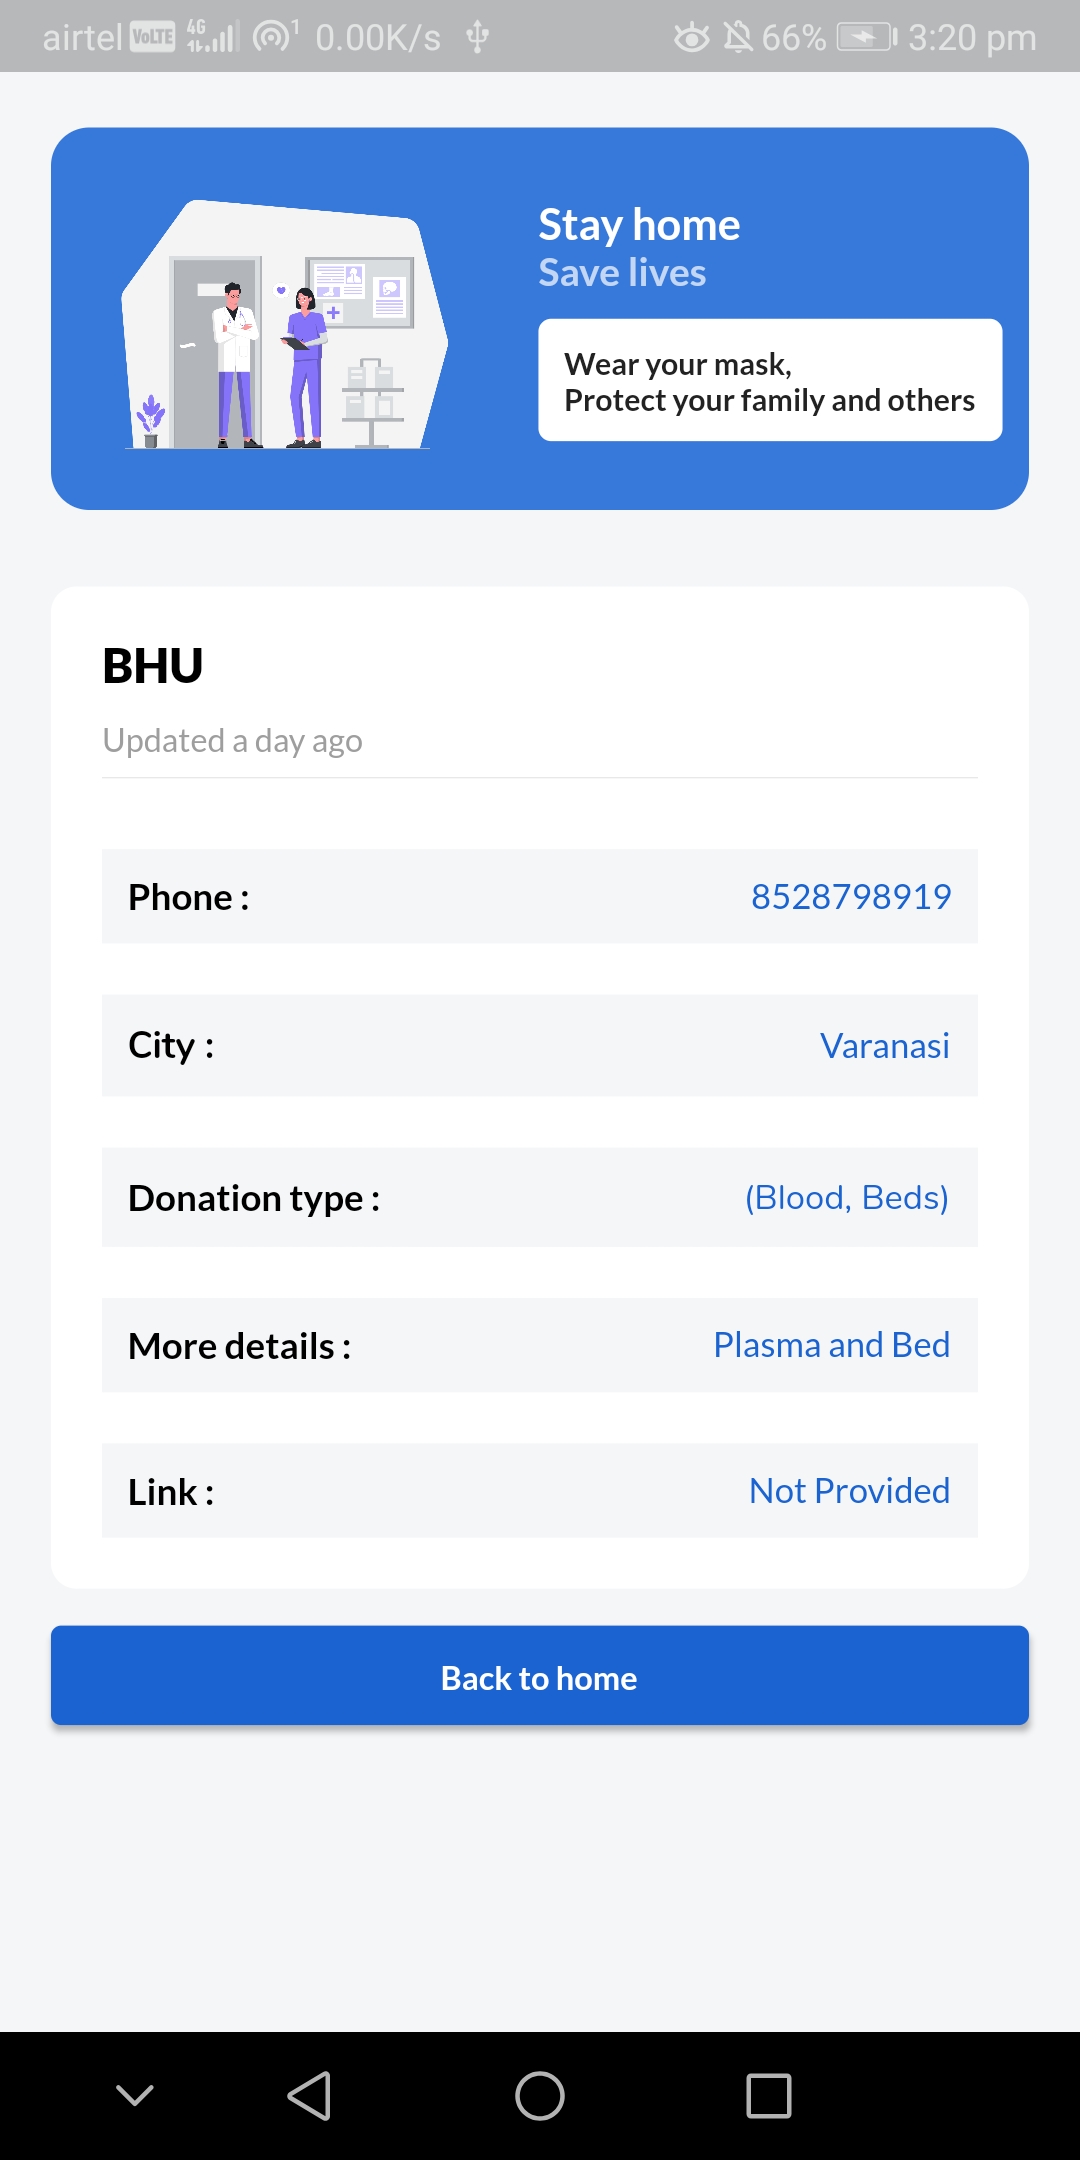 airtel VoLTE 4G 1 0.00K/s 66% 3:20 pm
Stay home
Save lives
Wear your mask,
Protect your family and others
BHU
Updated a day ago
Phone : 8528798919
City : Varanasi
Donation type : (Blood, Beds)
More details : Plasma and Bed
Link : Not Provided
Back to home